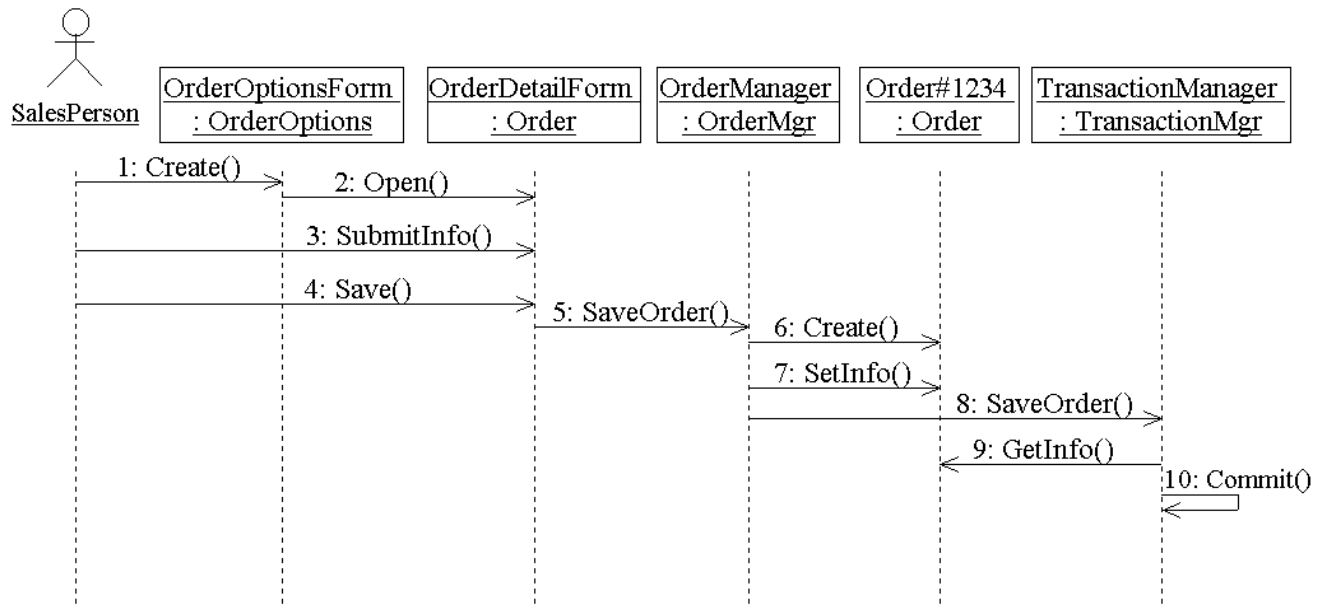 SalesPerson
OrderOptionsForm
: OrderOptions
OrderDetailForm
: Order
OrderManager
: OrderMgr
Order#1234
: Order
TransactionManager
: TransactionMgr
1: Create()
2: Open()
3: SubmitInfo()
4: Save()
5: SaveOrder()
6: Create()
7: SetInfo()
8: SaveOrder()
9: GetInfo()
10: Commit()